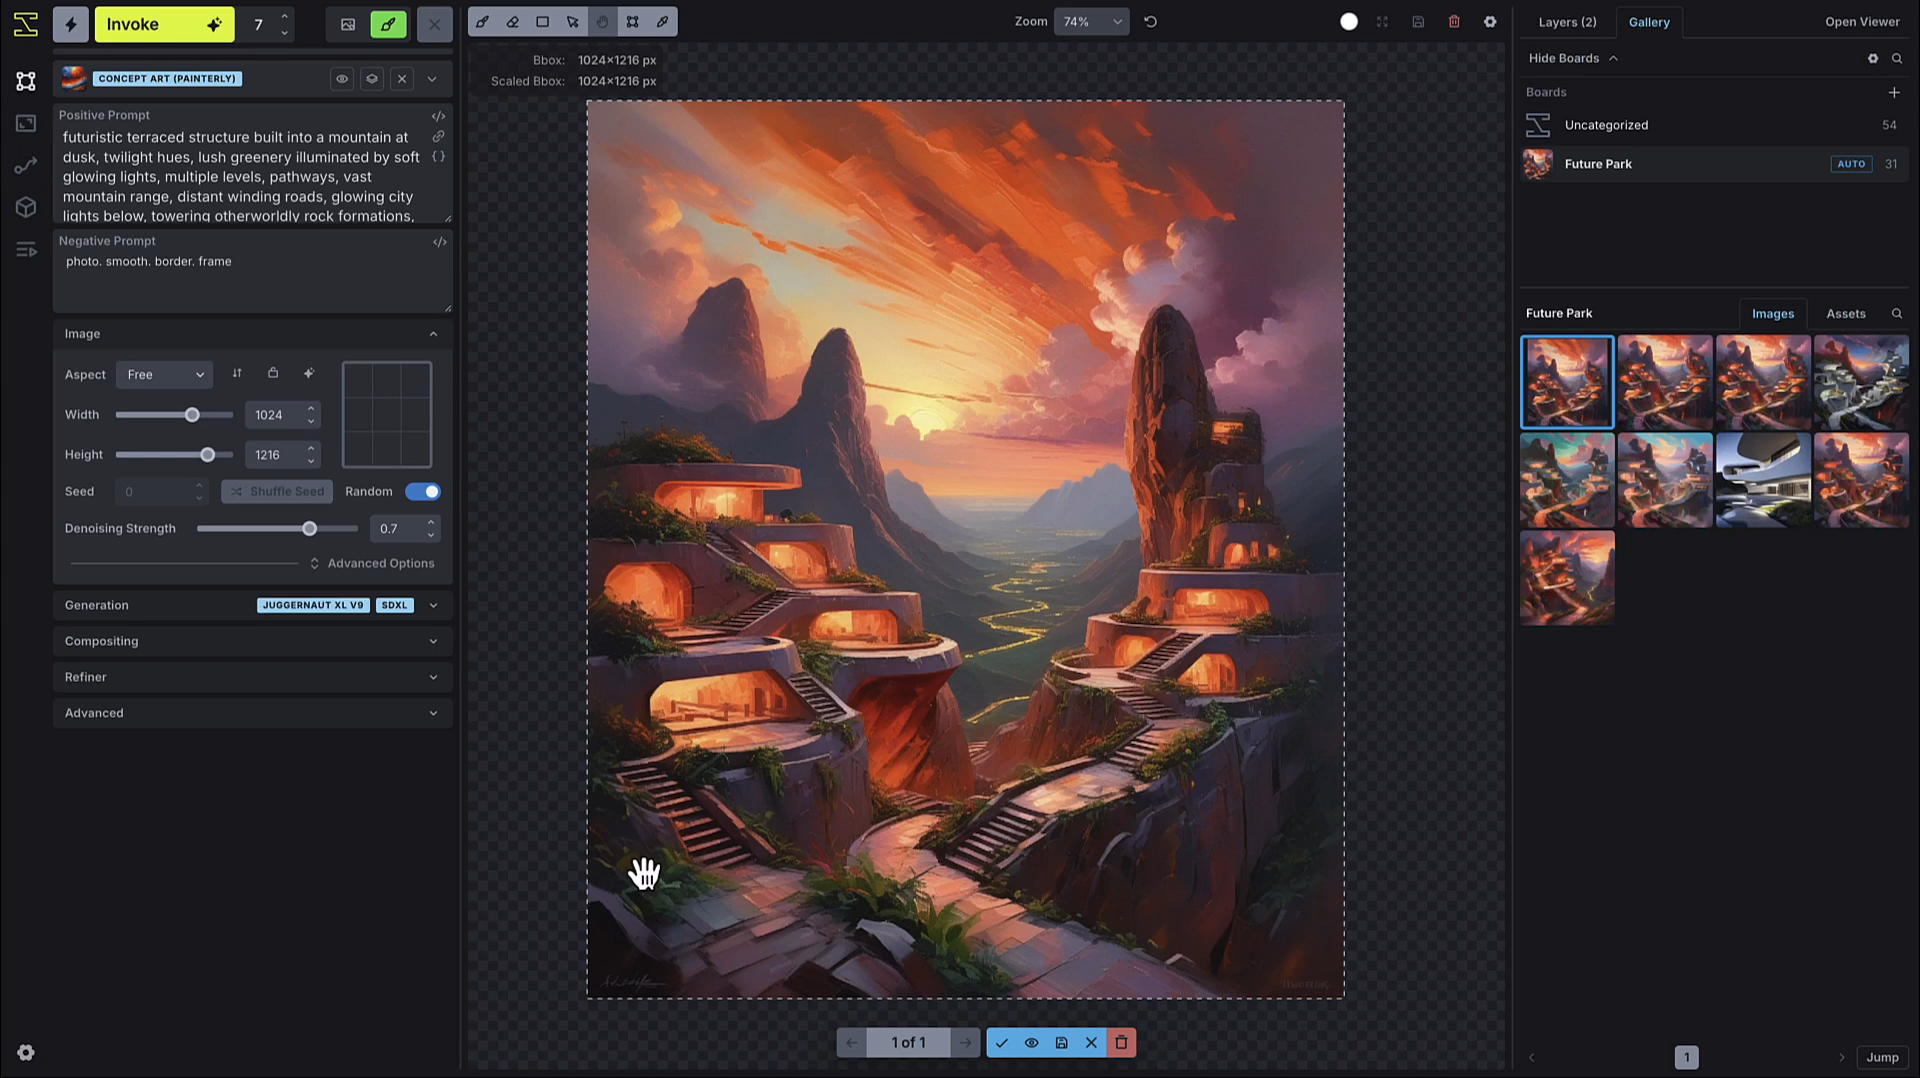 Invoke
7
Zoom
74%
Layers (2)
Gallery
Open Viewer
Bbox: 1024×1216 px
Scaled Bbox: 1024×1216 px
CONCEPT ART (PAINTERLY)
Positive Prompt
futuristic terraced structure built into a mountain at
dusk, twilight hues, lush greenery illuminated by soft
glowing lights, multiple levels, pathways, vast
mountain range, distant winding roads, glowing city
lights below, towering otherworldly rock formations,
Negative Prompt
photo. smooth. border. frame
Image
Aspect
Free
Width
1024
Height
1216
Seed
0
Shuffle Seed
Random
Denoising Strength
0.7
Advanced Options
Generation
JUGGERNAUT XL V9
SDXL
Compositing
Refiner
Advanced
1 of 1
Hide Boards
Boards
Uncategorized
54
Future Park
AUTO
31
Future Park
Images
Assets
1
Jump